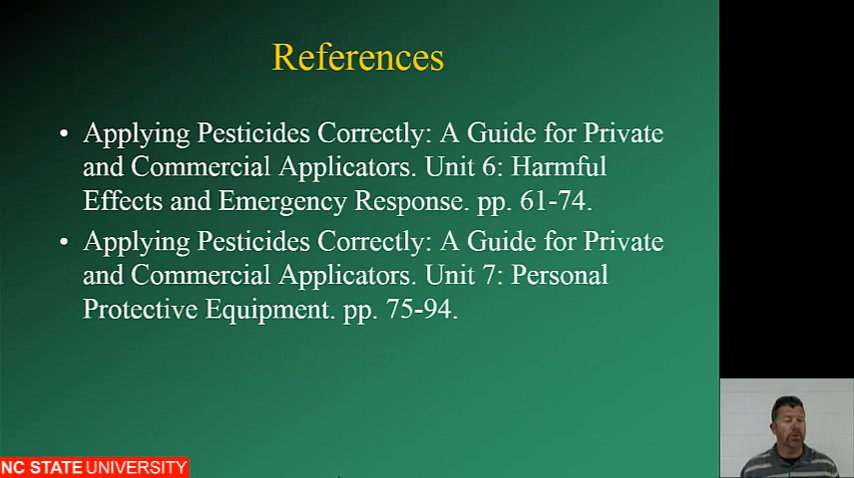 References
• Applying Pesticides Correctly: A Guide for Private
and Commercial Applicators. Unit 6: Harmful
Effects and Emergency Response. pp. 61-74.
• Applying Pesticides Correctly: A Guide for Private
and Commercial Applicators. Unit 7: Personal
Protective Equipment. pp. 75-94.
NC STATE UNIVERSITY